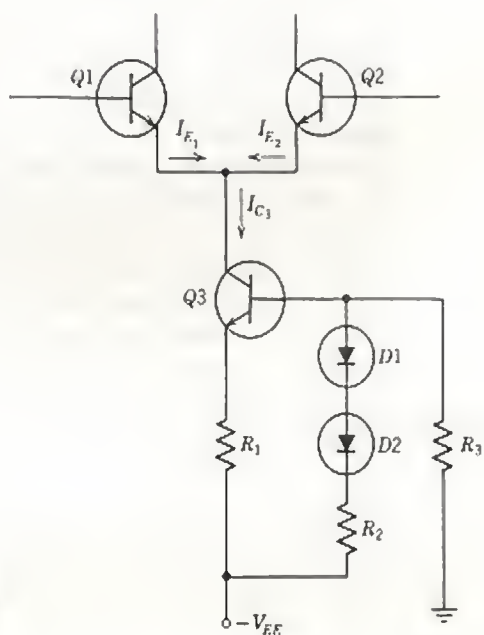 Q1
Q2
I_{E_1}
I_{E_2}
I_{C_3}
Q3
D1
D2
R_1
R_2
R_3
-V_{EE}